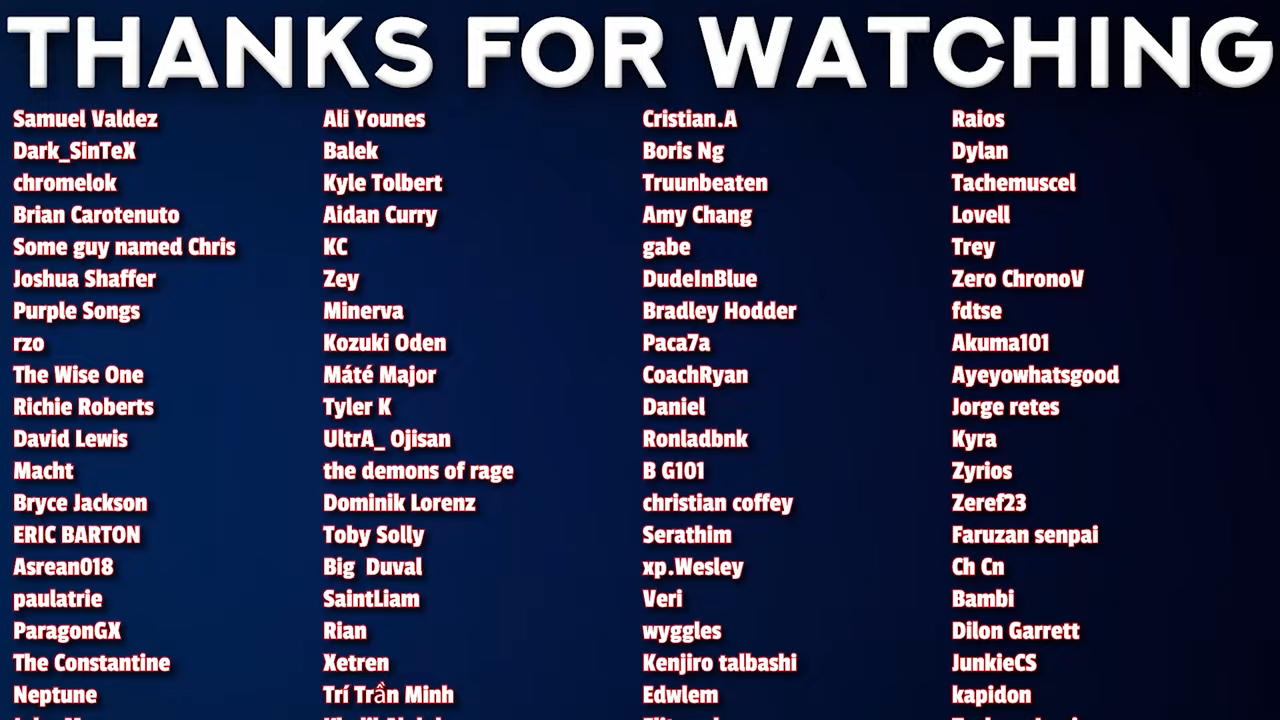 THANKS FOR WATCHING
Samuel Valdez
Dark_SinTeX
chromelok
Brian Carotenuto
Some guy named Chris
Joshua Shaffer
Purple Songs
rzo
The Wise One
Richie Roberts
David Lewis
Macht
Bryce Jackson
ERIC BARTON
Asrean018
paulatrie
ParagonGX
The Constantine
Neptune
Ali Younes
Balek
Kyle Tolbert
Aidan Curry
KC
Zey
Minerva
Kozuki Oden
Máté Major
Tyler K
UltrA_ Ojisan
the demons of rage
Dominik Lorenz
Toby Solly
Big  Duval
SaintLiam
Rian
Xetren
Trí Trần Minh
Cristian.A
Boris Ng
Truunbeaten
Amy Chang
gabe
DudeInBlue
Bradley Hodder
Paca7a
CoachRyan
Daniel
Ronladbnk
B G101
christian coffey
Serathim
xp.Wesley
Veri
wyggles
Kenjiro talbashi
Edwlem
Raios
Dylan
Tachemuscel
Lovell
Trey
Zero ChronoV
fdtse
Akuma101
Ayeyowhatsgood
Jorge retes
Kyra
Zyrios
Zeref23
Faruzan senpai
Ch Cn
Bambi
Dilon Garrett
JunkieCS
kapidon